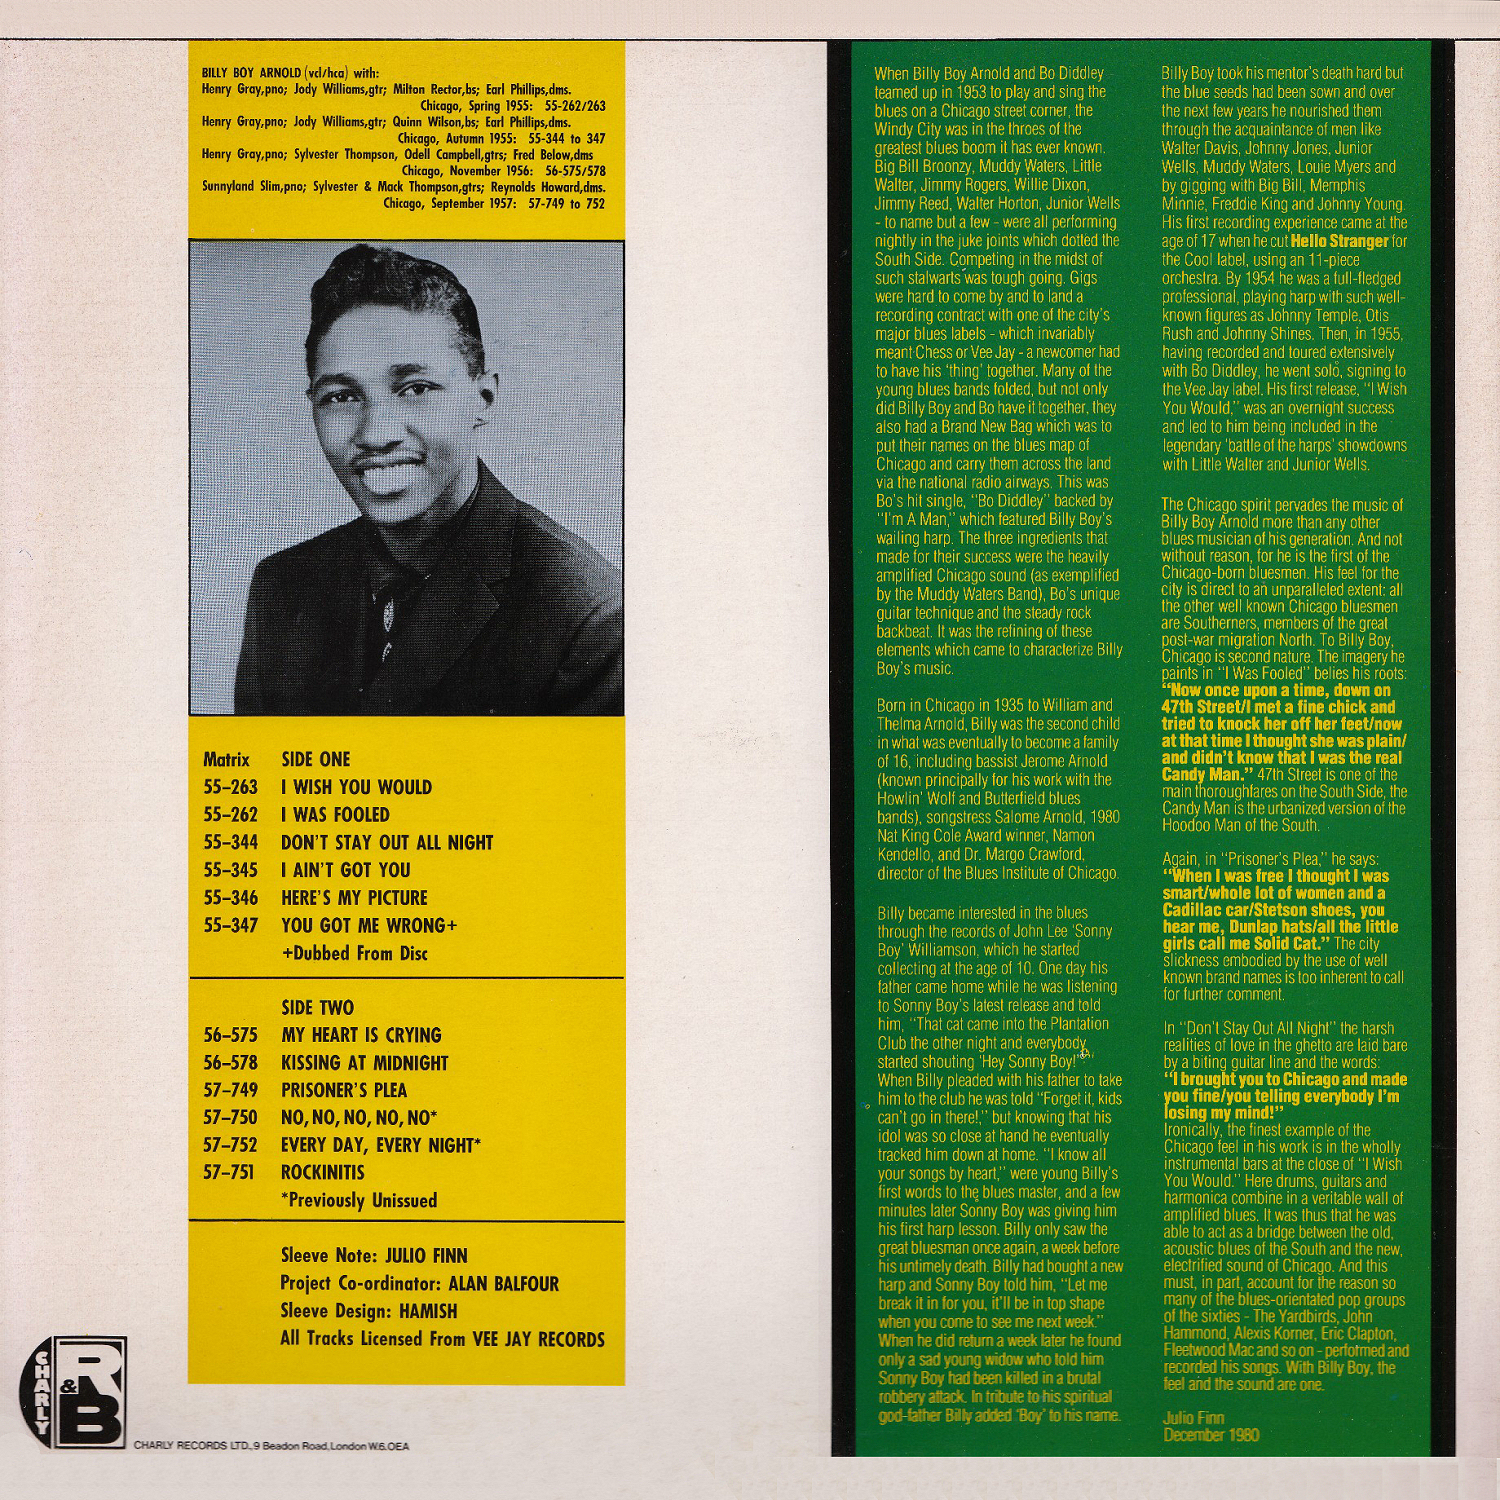 BILLY BOY ARNOLD (vcl/hca) with:
Henry Gray,pno; Jody Williams,gtr; Milton Rector,bs; Earl Phillips,dms.
Chicago, Spring 1955: 55-262/263
Henry Gray,pno; Jody Williams,gtr; Quinn Wilson,bs; Earl Phillips,dms.
Chicago, Autumn 1955: 55-344 to 347
Henry Gray,pno; Sylvester Thompson, Odell Campbell,gtrs; Fred Below,dms
Chicago, November 1956: 56-575/578
Sunnyland Slim,pno; Sylvester & Mack Thompson,gtrs; Reynolds Howard,dms.
Chicago, September 1957: 57-749 to 752
Matrix SIDE ONE
55-263 I WISH YOU WOULD
55-262 I WAS FOOLED
55-344 DON'T STAY OUT ALL NIGHT
55-345 I AIN'T GOT YOU
55-346 HERE'S MY PICTURE
55-347 YOU GOT ME WRONG+
+Dubbed From Disc
SIDE TWO
56-575 MY HEART IS CRYING
56-578 KISSING AT MIDNIGHT
57-749 PRISONER'S PLEA
57-750 NO, NO, NO, NO, NO*
57-752 EVERY DAY, EVERY NIGHT*
57-751 ROCKINITIS
*Previously Unissued
Sleeve Note: JULIO FINN
Project Co-ordinator: ALAN BALFOUR
Sleeve Design: HAMISH
All Tracks Licensed From VEE JAY RECORDS
CHARLY
R&B
CHARLY RECORDS LTD., 9 Beadon Road, London W.6. OEA
When Billy Boy Arnold and Bo Diddley
teamed up in 1953 to play and sing the
blues on a Chicago street corner, the
Windy City was in the throes of the
greatest blues boom it has ever known.
Big Bill Broonzy, Muddy Waters, Little
Walter, Jimmy Rogers, Willie Dixon,
Jimmy Reed, Walter Horton, Junior Wells
- to name but a few - were all performing
nightly in the juke joints which dotted the
South Side. Competing in the midst of
such stalwarts was tough going. Gigs
were hard to come by and to land a
recording contract with one of the city's
major blues labels - which invariably
meant Chess or Vee Jay - a newcomer had
to have his 'thing' together. Many of the
young blues bands folded, but not only
did Billy Boy and Bo have it together, they
also had a Brand New Bag which was to
put their names on the blues map of
Chicago and carry them across the land
via the national radio airways. This was
Bo's hit single, "Bo Diddley" backed by
"I'm A Man," which featured Billy Boy's
wailing harp. The three ingredients that
made for their success were the heavily
amplified Chicago sound (as exemplified
by the Muddy Waters Band), Bo's unique
guitar technique and the steady rock
backbeat. It was the refining of these
elements which came to characterize Billy
Boy's music.
Born in Chicago in 1935 to William and
Thelma Arnold, Billy was the second child
in what was eventually to become a family
of 16, including bassist Jerome Arnold
(known principally for his work with the
Howlin' Wolf and Butterfield blues
bands), songstress Salome Arnold, 1980
Nat King Cole Award winner, Namon
Kendello, and Dr. Margo Crawford,
director of the Blues Institute of Chicago.
Billy became interested in the blues
through the records of John Lee 'Sonny
Boy' Williamson, which he started
collecting at the age of 10. One day his
father came home while he was listening
to Sonny Boy's latest release and told
him, "That cat came into the Plantation
Club the other night and everybody
started shouting 'Hey Sonny Boy!'"
When Billy pleaded with his father to take
him to the club he was told "Forget it, kids
can't go in there!," but knowing that his
idol was so close at hand he eventually
tracked him down at home. "I know all
your songs by heart," were young Billy's
first words to the blues master, and a few
minutes later Sonny Boy was giving him
his first harp lesson. Billy only saw the
great bluesman once again, a week before
his untimely death. Billy had bought a new
harp and Sonny Boy told him, "Let me
break it in for you, it'll be in top shape
when you come to see me next week."
When he did return a week later he found
only a sad young widow who told him
Sonny Boy had been killed in a brutal
robbery attack. In tribute to his spiritual
god-father Billy added 'Boy' to his name.
Billy Boy took his mentor's death hard but
the blue seeds had been sown and over
the next few years he nourished them
through the acquaintance of men like
Walter Davis, Johnny Jones, Junior
Wells, Muddy Waters, Louie Myers and
by gigging with Big Bill, Memphis
Minnie, Freddie King and Johnny Young.
His first recording experience came at the
age of 17 when he cut Hello Stranger for
the Cool label, using an 11-piece
orchestra. By 1954 he was a full-fledged
professional, playing harp with such well-
known figures as Johnny Temple, Otis
Rush and Johnny Shines. Then, in 1955,
having recorded and toured extensively
with Bo Diddley, he went solo, signing to
the Vee Jay label. His first release, "I Wish
You Would," was an overnight success
and led to him being included in the
legendary 'battle of the harps' showdowns
with Little Walter and Junior Wells.
The Chicago spirit pervades the music of
Billy Boy Arnold more than any other
blues musician of his generation. And not
without reason, for he is the first of the
Chicago-born bluesmen. His feel for the
city is direct to an unparalleled extent: all
the other well known Chicago bluesmen
are Southerners, members of the great
post-war migration North. To Billy Boy,
Chicago is second nature. The imagery he
paints in "I Was Fooled" belies his roots:
"Now once upon a time, down on
47th Street/I met a fine chick and
tried to knock her off her feet/now
at that time I thought she was plain/
and didn't know that I was the real
Candy Man." 47th Street is one of the
main thoroughfares on the South Side, the
Candy Man is the urbanized version of the
Hoodoo Man of the South.
Again, in "Prisoner's Plea," he says:
"When I was free I thought I was
smart/whole lot of women and a
Cadillac car/Stetson shoes, you
hear me, Dunlap hats/all the little
girls call me Solid Cat." The city
slickness embodied by the use of well
known brand names is too inherent to call
for further comment.
In "Don't Stay Out All Night" the harsh
realities of love in the ghetto are laid bare
by a biting guitar line and the words:
"I brought you to Chicago and made
you fine/you telling everybody I'm
losing my mind!"
Ironically, the finest example of the
Chicago feel in his work is in the wholly
instrumental bars at the close of "I Wish
You Would." Here drums, guitars and
harmonica combine in a veritable wall of
amplified blues. It was thus that he was
able to act as a bridge between the old,
acoustic blues of the South and the new,
electrified sound of Chicago. And this
must, in part, account for the reason so
many of the blues-orientated pop groups
of the sixties - The Yardbirds, John
Hammond, Alexis Korner, Eric Clapton,
Fleetwood Mac and so on - performed and
recorded his songs. With Billy Boy, the
feel and the sound are one.
Julio Finn
December 1980